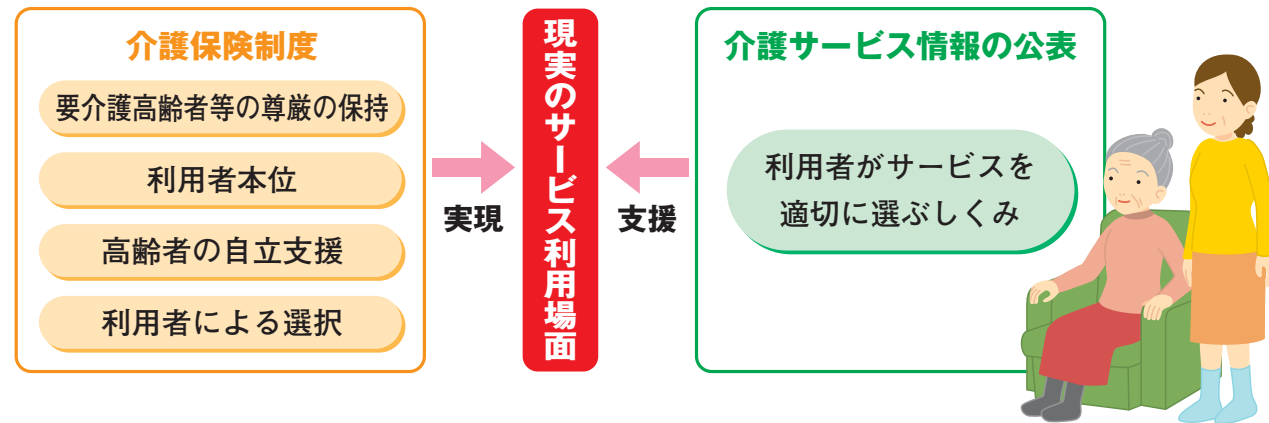 介護保険制度
要介護高齢者等の尊厳の保持
利用者本位
高齢者の自立支援
利用者による選択
実現
現実のサービス利用場面
支援
介護サービス情報の公表
利用者がサービスを
適切に選ぶしくみ